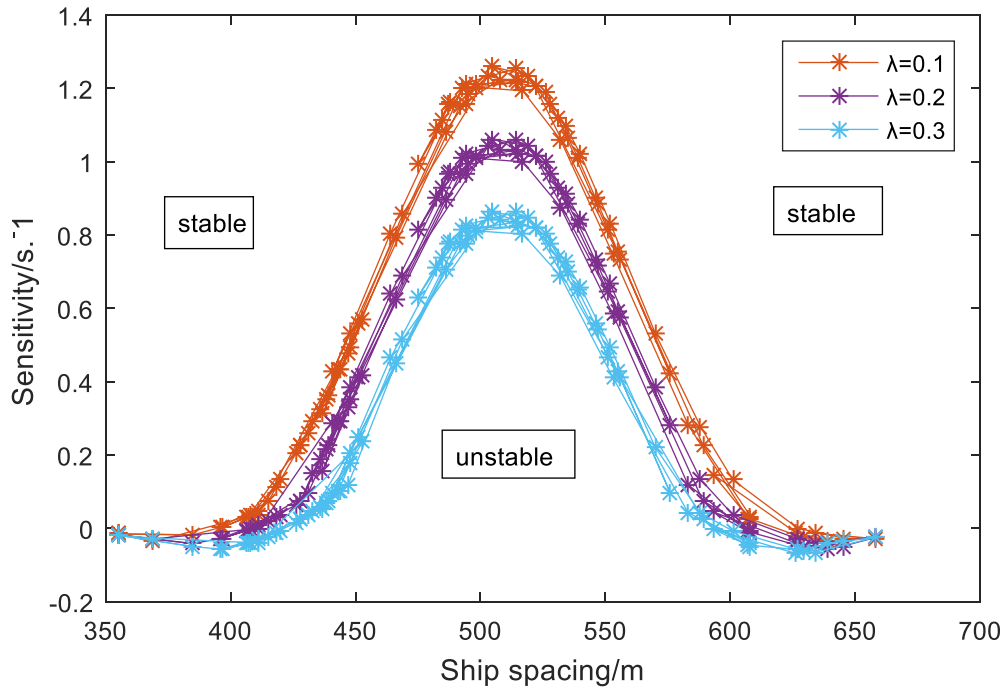 1.4
1.2
1
0.8
0.6
0.4
0.2
0
-0.2
Sensitivity/s.-1
λ=0.1
λ=0.2
λ=0.3
stable
stable
unstable
350 400 450 500 550 600 650 700
Ship spacing/m